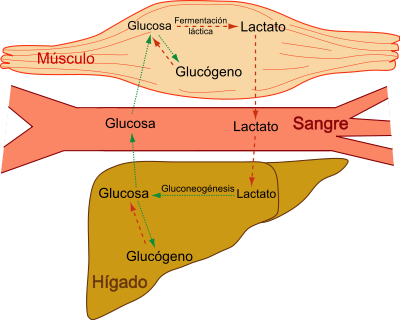 Glucosa
Fermentación
láctica
Lactato
Músculo
Glucógeno
Glucosa
Lactato
Sangre
Glucosa
Gluconeogénesis
Lactato
Glucógeno
Hígado